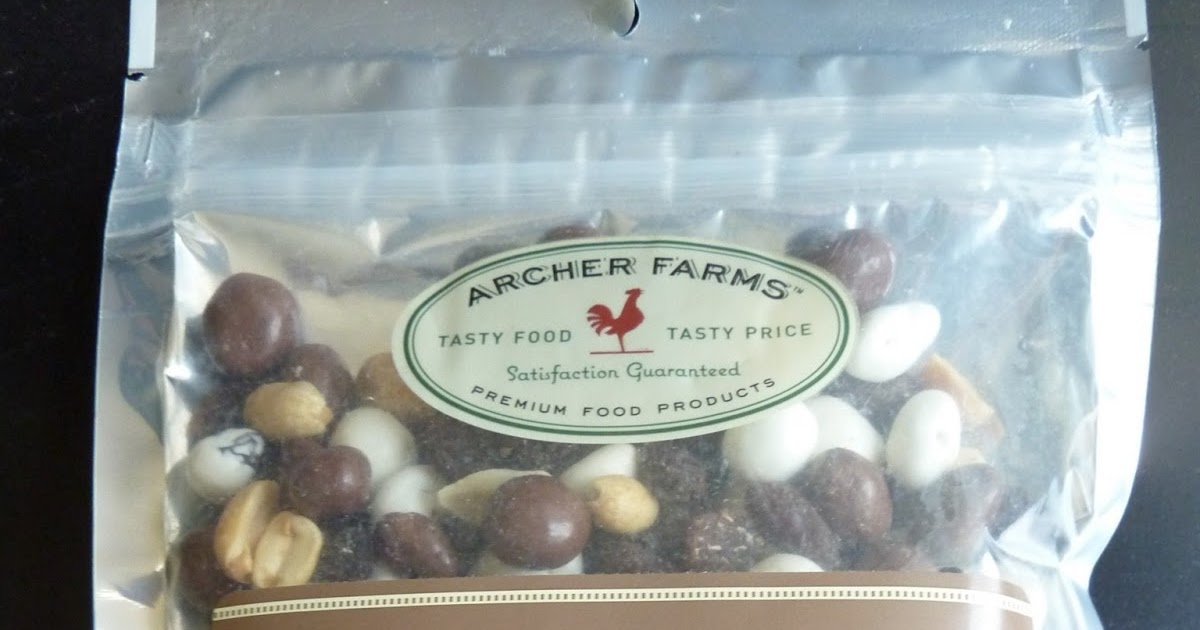 ARCHER FARMS™
TASTY FOOD TASTY PRICE
Satisfaction Guaranteed
PREMIUM FOOD PRODUCTS